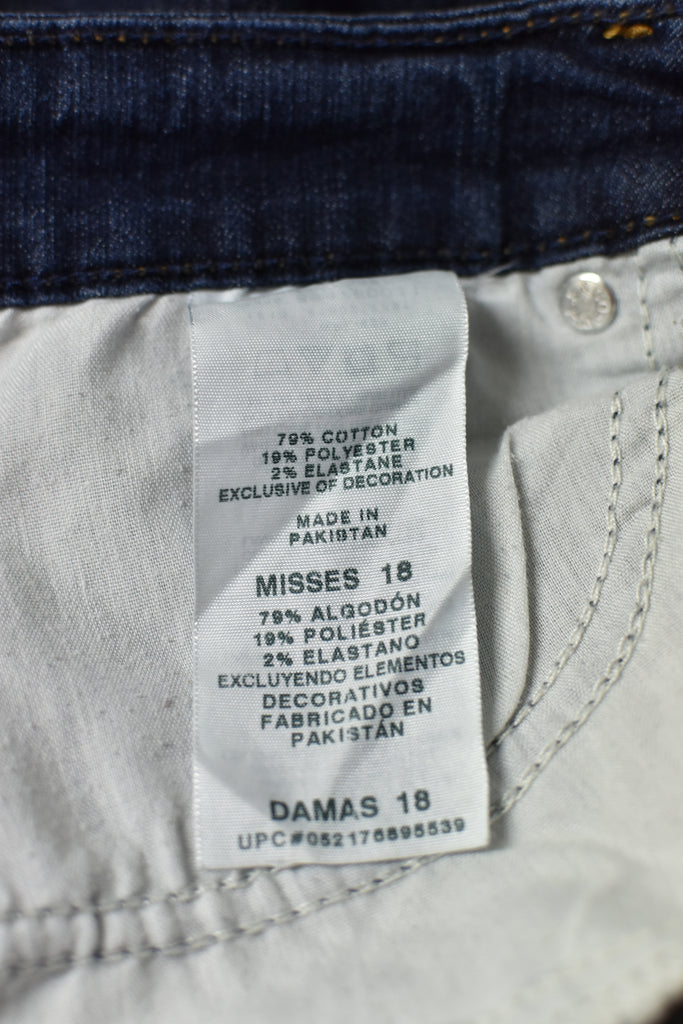 79% COTTON
19% POLYESTER
2% ELASTANE
EXCLUSIVE OF DECORATION
MADE IN
PAKISTAN
MISSES 18
79% ALGODÓN
19% POLIÉSTER
2% ELASTANO
EXCLUYENDO ELEMENTOS
DECORATIVOS
FABRICADO EN
PAKISTÁN
DAMAS 18
UPC#052176895539